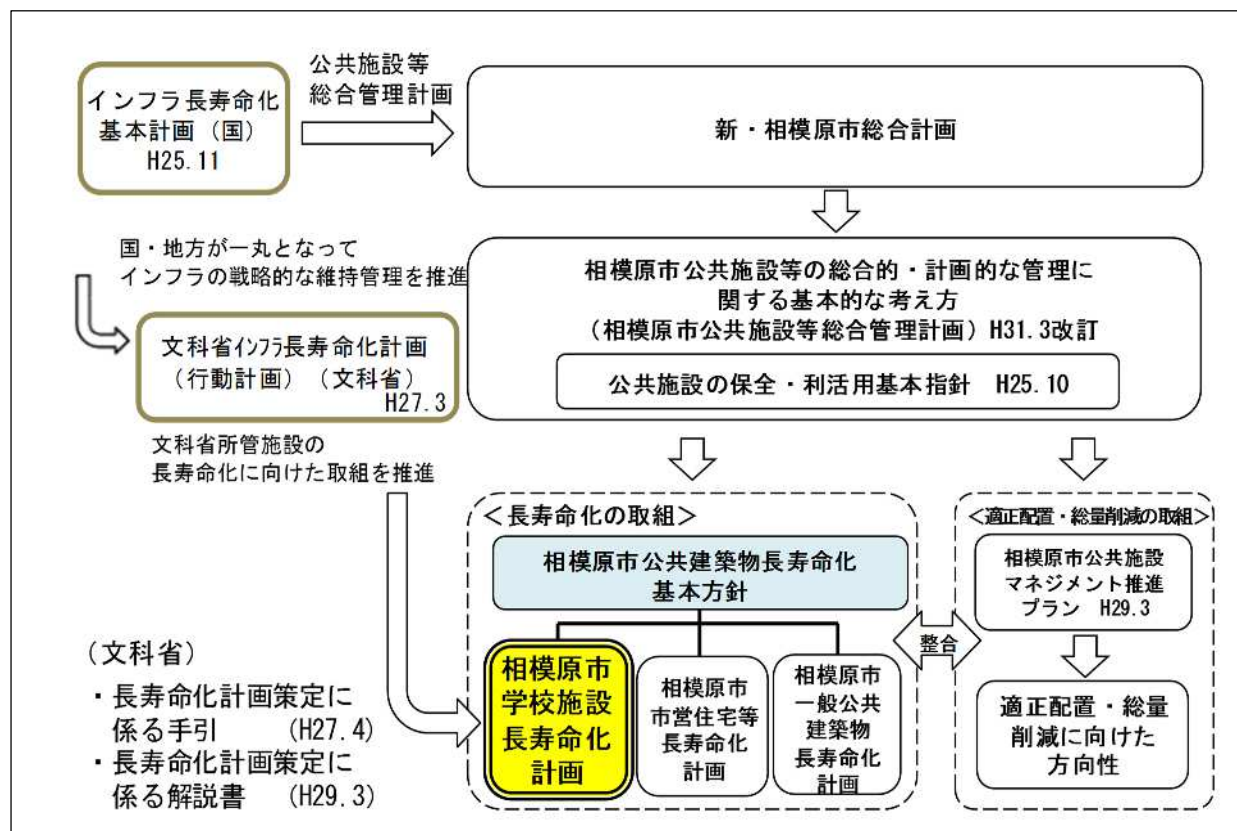 インフラ長寿命化
基本計画（国）
H25.11
公共施設等
総合管理計画
新・相模原市総合計画
国・地方が一丸となって
インフラの戦略的な維持管理を推進
相模原市公共施設等の総合的・計画的な管理に
関する基本的な考え方
（相模原市公共施設等総合管理計画）H31.3改訂
公共施設の保全・利活用基本指針 H25.10
文科省ｲﾝﾌﾗ長寿命化計画
（行動計画）（文科省）
H27.3
文科省所管施設の
長寿命化に向けた取組を推進
＜長寿命化の取組＞
相模原市公共建築物長寿命化
基本方針
相模原市
学校施設
長寿命化
計画
相模原市
市営住宅等
長寿命化
計画
相模原市
一般公共
建築物
長寿命化
計画
整合
＜適正配置・総量削減の取組＞
相模原市公共施設
マネジメント推進
プラン H29.3
適正配置・総量
削減に向けた
方向性
（文科省）
・長寿命化計画策定に
係る手引 （H27.4）
・長寿命化計画策定に
係る解説書 （H29.3）